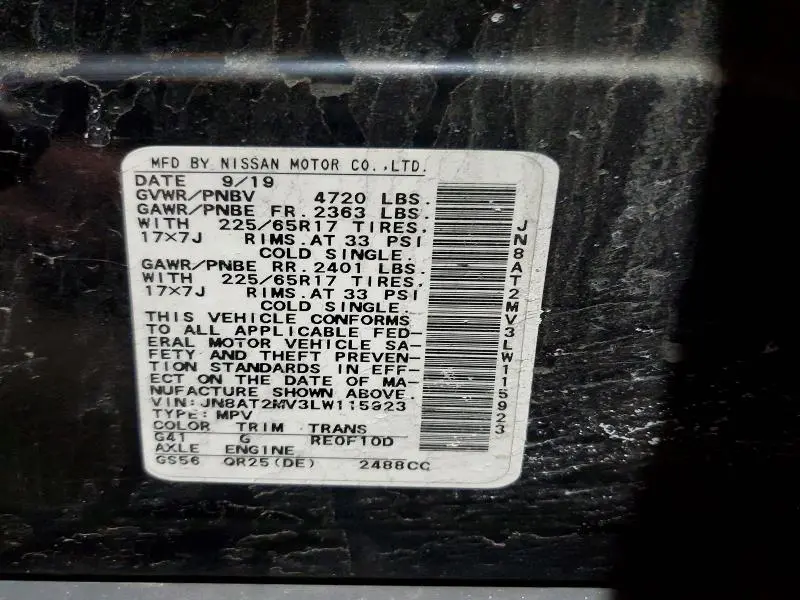 MFD BY NISSAN MOTOR CO.,LTD.
DATE 9/19
GVWR/PNBV 4720 LBS.
GAWR/PNBE FR. 2363 LBS.
WITH 225/65R17 TIRES.
17×7J RIMS.AT 33 PSI
COLD SINGLE.
GAWR/PNBE RR. 2401 LBS.
WITH 225/65R17 TIRES.
17×7J RIMS.AT 33 PSI
COLD SINGLE.
THIS VEHICLE CONFORMS
TO ALL APPLICABLE FED-
ERAL MOTOR VEHICLE SA-
FETY AND THEFT PREVEN-
TION STANDARDS IN EFF-
ECT ON THE DATE OF MA-
NUFACTURE SHOWN ABOVE.
VIN: JN8AT2MV3LW115923
TYPE: MPV
COLOR TRIM TRANS
G41 G RE0F10D
AXLE ENGINE
GS56 QR25(DE) 2488CC
JN8AT2MV3LW115923